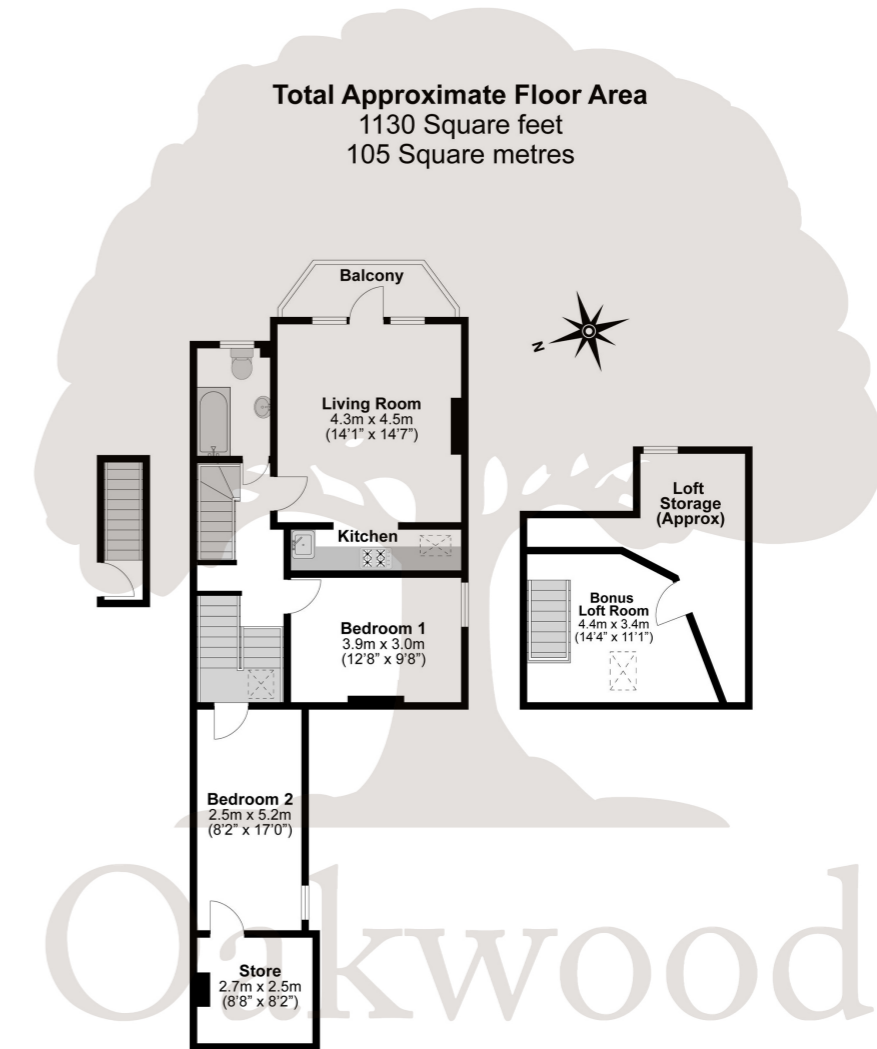 Total Approximate Floor Area
1130 Square feet
105 Square metres
Balcony
N
Living Room
4.3m x 4.5m
(14’1” x 14’7”)
Kitchen
Bedroom 1
3.9m x 3.0m
(12’8” x 9’8”)
Loft
Storage
(Approx)
Bonus
Loft Room
4.4m x 3.4m
(14’4” x 11’1”)
Bedroom 2
2.5m x 5.2m
(8’2” x 17’0”)
Store
2.7m x 2.5m
(8’8” x 8’2”)
Oakwood